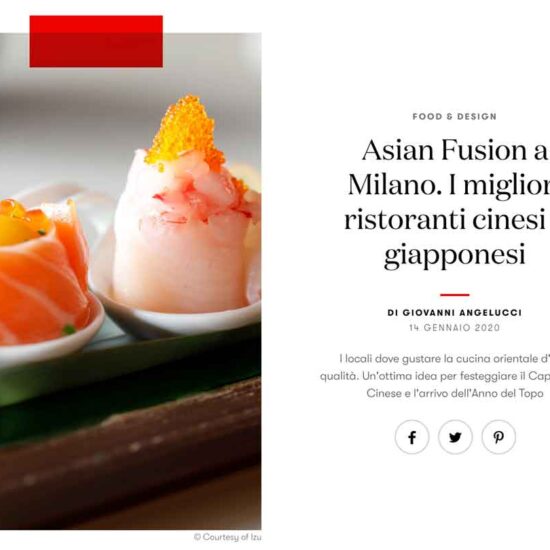 FOOD & DESIGN
Asian Fusion a
Milano. I miglior
ristoranti cinesi
giapponesi
DI GIOVANNI ANGELUCCI
14 GENNAIO 2020
I locali dove gustare la cucina orientale d'
qualità. Un'ottima idea per festeggiare il Cap
Cinese e l'arrivo dell'Anno del Topo
© Courtesy of Izu